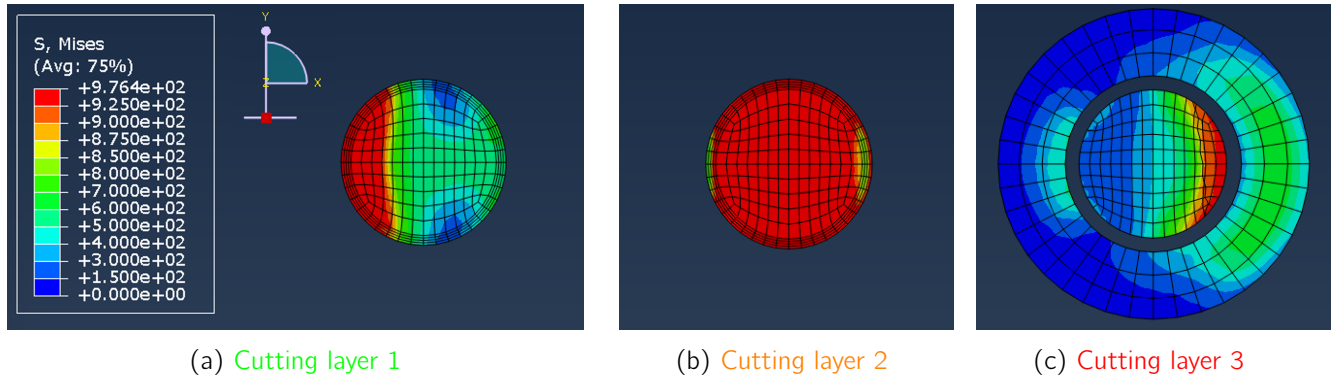 S, Mises
(Avg: 75%)
+9.764e+02
+9.250e+02
+9.000e+02
+8.750e+02
+8.500e+02
+8.000e+02
+7.000e+02
+6.000e+02
+5.000e+02
+4.000e+02
+3.000e+02
+1.500e+02
+0.000e+00
Y
Z
X
(a) Cutting layer 1
(b) Cutting layer 2
(c) Cutting layer 3